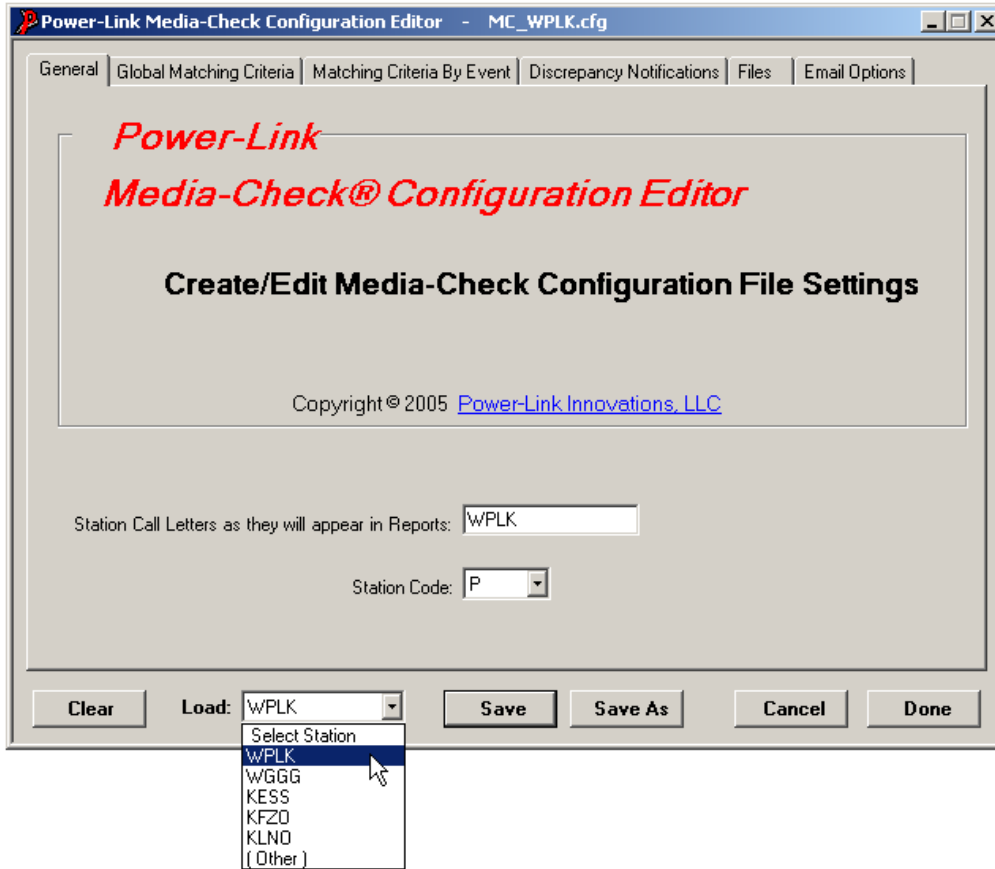 Power-Link Media-Check Configuration Editor - MC_WPLK.cfg
General Global Matching Criteria Matching Criteria By Event Discrepancy Notifications Files Email Options
Power-Link
Media-Check® Configuration Editor
Create/Edit Media-Check Configuration File Settings
Copyright © 2005 Power-Link Innovations, LLC
Station Call Letters as they will appear in Reports: WPLK
Station Code: P
Clear Load: WPLK Save Save As Cancel Done
Select Station
WPLK
WGGG
KESS
KFZO
KLNO
( Other )